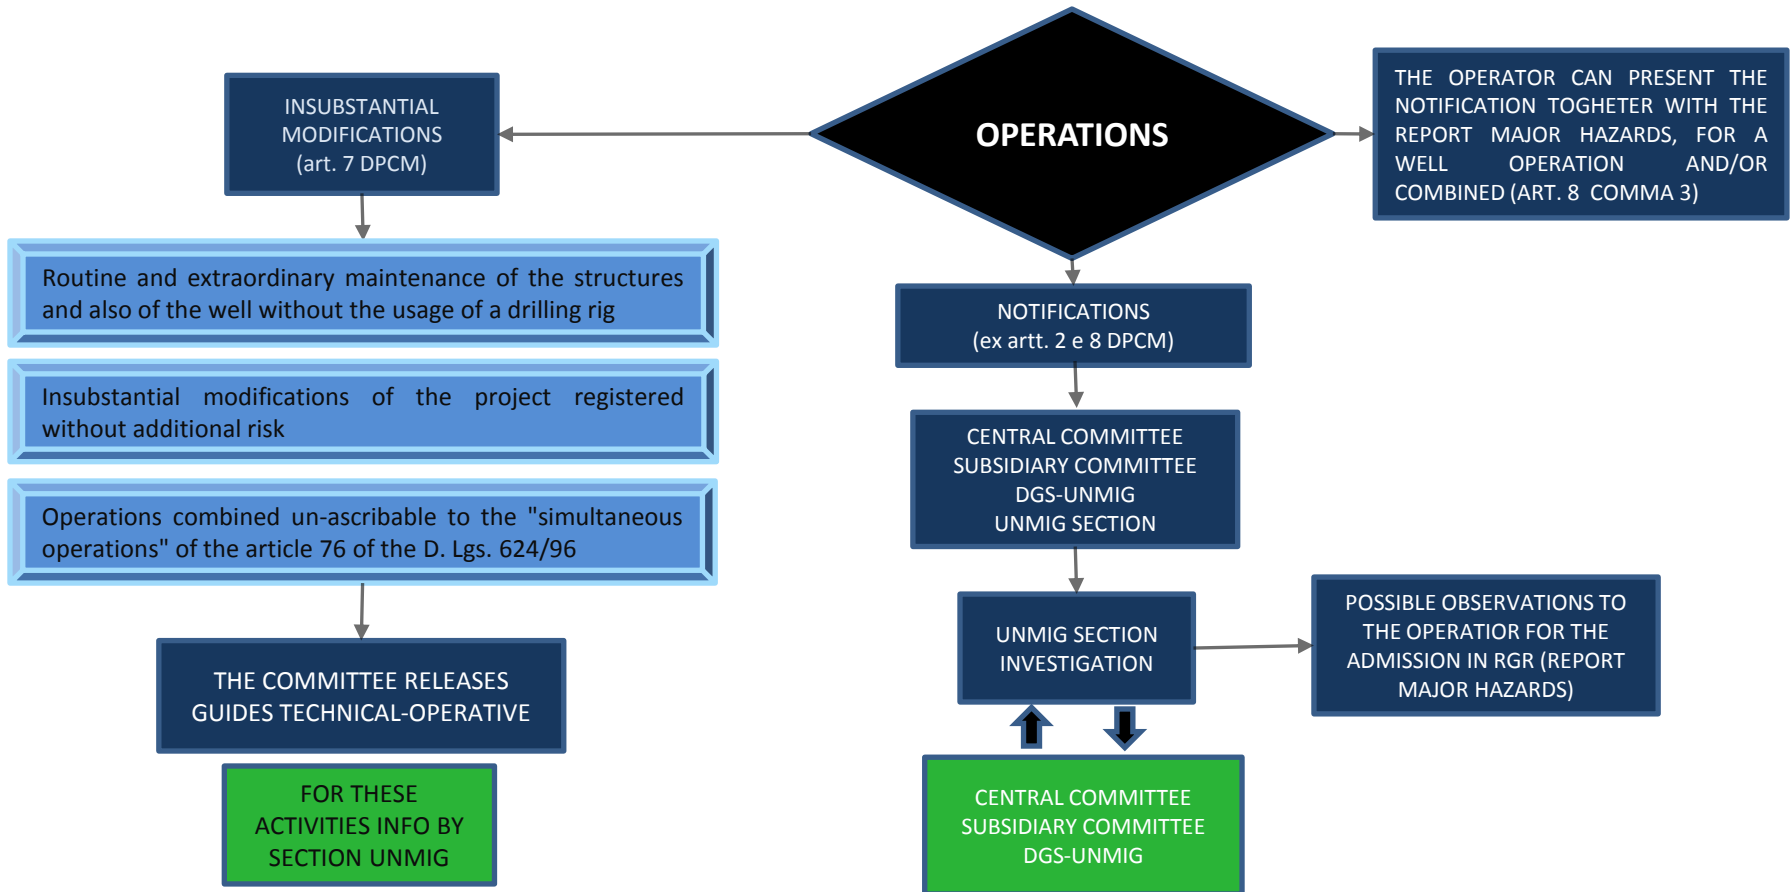 OPERATIONS
INSUBSTANTIAL
MODIFICATIONS
(art. 7 DPCM)
THE OPERATOR CAN PRESENT THE
NOTIFICATION TOGHETER WITH THE
REPORT MAJOR HAZARDS, FOR A
WELL OPERATION AND/OR
COMBINED (ART. 8 COMMA 3)
Routine and extraordinary maintenance of the structures
and also of the well without the usage of a drilling rig
Insubstantial modifications of the project registered
without additional risk
Operations combined un-ascribable to the "simultaneous
operations" of the article 76 of the D. Lgs. 624/96
THE COMMITTEE RELEASES
GUIDES TECHNICAL-OPERATIVE
FOR THESE
ACTIVITIES INFO BY
SECTION UNMIG
NOTIFICATIONS
(ex artt. 2 e 8 DPCM)
CENTRAL COMMITTEE
SUBSIDIARY COMMITTEE
DGS-UNMIG
UNMIG SECTION
UNMIG SECTION
INVESTIGATION
POSSIBLE OBSERVATIONS TO
THE OPERATIOR FOR THE
ADMISSION IN RGR (REPORT
MAJOR HAZARDS)
CENTRAL COMMITTEE
SUBSIDIARY COMMITTEE
DGS-UNMIG